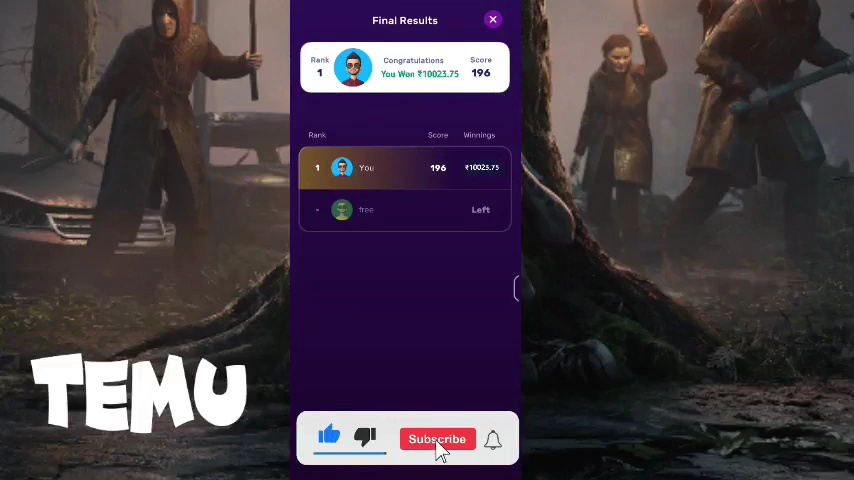 Final Results
Rank
1
Congratulations
You Won ₹10023.75
Score
196
Rank Score Winnings
1 You 196 ₹10023.75
- free Left
TEMU
Subscribe